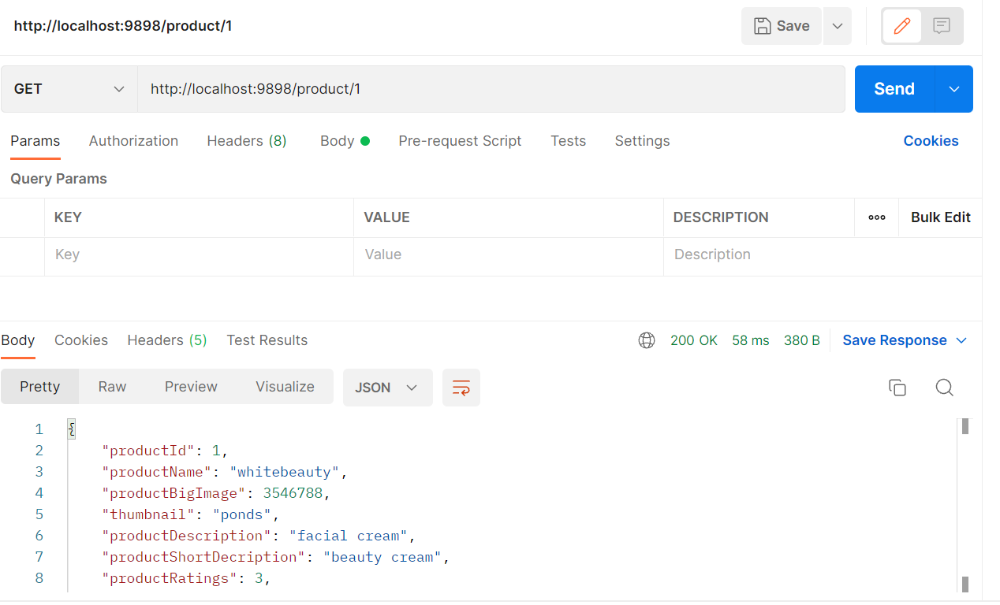 http://localhost:9898/product/1 Save
GET http://localhost:9898/product/1 Send
Params Authorization Headers (8) Body Pre-request Script Tests Settings Cookies
Query Params
KEY VALUE DESCRIPTION ooo Bulk Edit
Key Value Description
Body Cookies Headers (5) Test Results 200 OK 58 ms 380 B Save Response
Pretty Raw Preview Visualize JSON
1 {
2 "productId": 1,
3 "productName": "whitebeauty",
4 "productBigImage": 3546788,
5 "thumbnail": "ponds",
6 "productDescription": "facial cream",
7 "productShortDecription": "beauty cream",
8 "productRatings": 3,